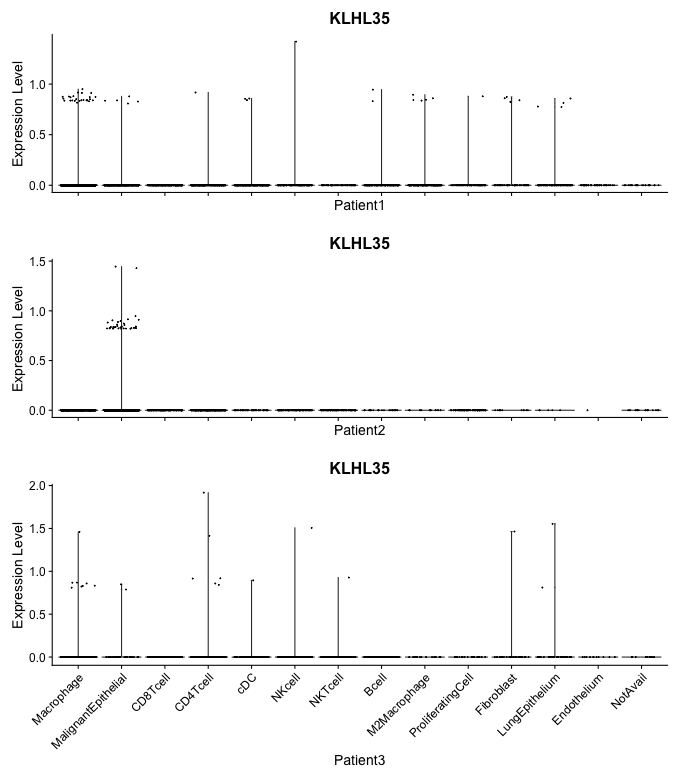 KLHL35
Expression Level
1.0
0.5
0.0
Patient1
KLHL35
Expression Level
1.5
1.0
0.5
0.0
Patient2
KLHL35
Expression Level
2.0
1.5
1.0
0.5
0.0
Macrophage
MalignantEpithelial
CD8Tcell
CD4Tcell
cDC
NKcell
NKTcell
Bcell
M2Macrophage
ProliferatingCell
Fibroblast
LungEpithelium
Endothelium
NotAvail
Patient3